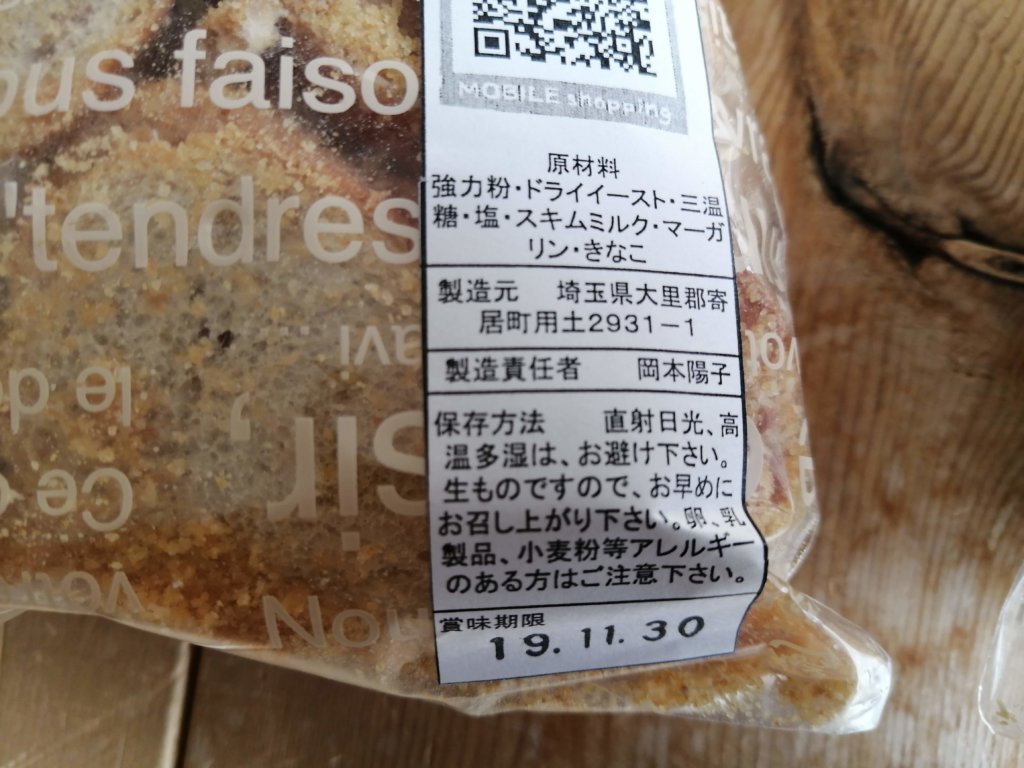 ous faiso
'tendres
MOBILE shopping
原材料
強力粉・ドライイースト・三温
糖・塩・スキムミルク・マーガ
リン・きなこ
製造元 埼玉県大里郡寄
居町用土2931-1
製造責任者 岡本陽子
保存方法 直射日光、高
温多湿は、お避け下さい。
生ものですので、お早めに
お召し上がり下さい。卵、乳
製品、小麦粉等アレルギー
のある方はご注意下さい。
賞味期限
19.11.30
le de
Ce
sir,
Non